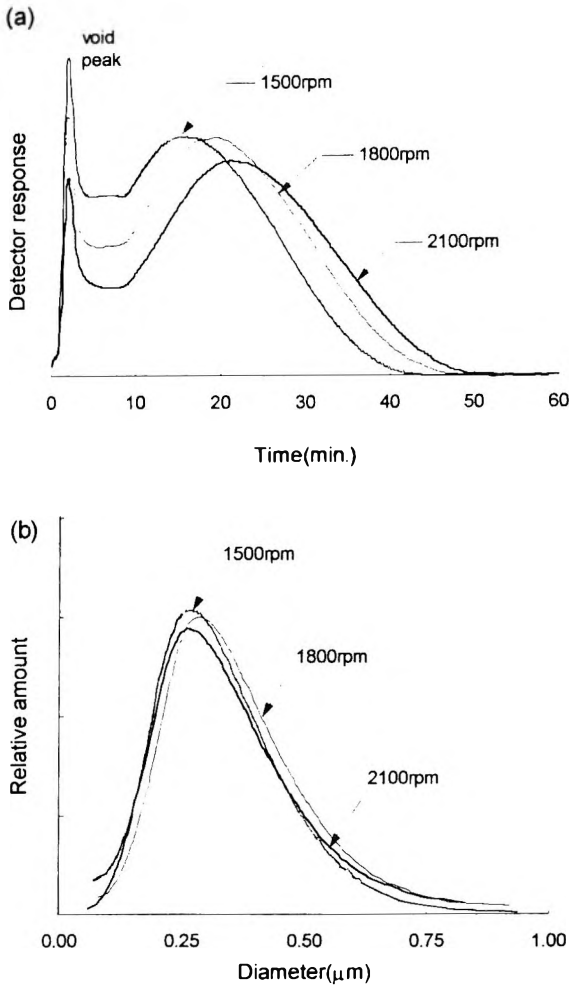 (a)
void
peak
1500rpm
1800rpm
2100rpm
Detector response
0 10 20 30 40 50 60
Time(min.)
(b)
1500rpm
1800rpm
2100rpm
Relative amount
0.00 0.25 0.50 0.75 1.00
Diameter(μm)